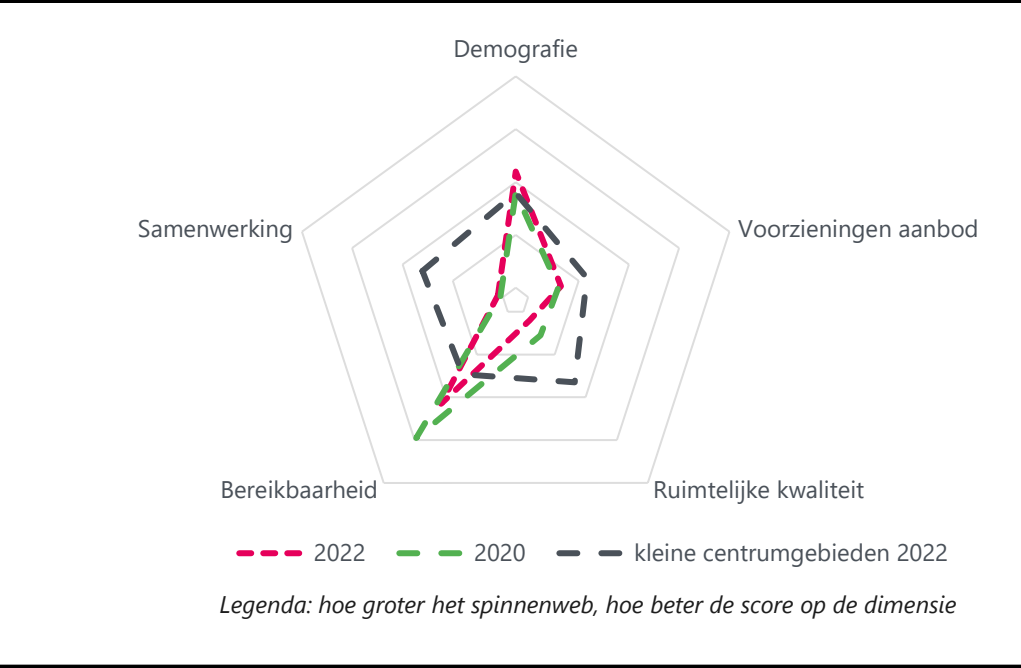 Demografie
Samenwerking
Voorzieningen aanbod
Bereikbaarheid
Ruimtelijke kwaliteit
2022
2020
kleine centrumgebieden 2022
Legenda: hoe groter het spinnenweb, hoe beter de score op de dimensie